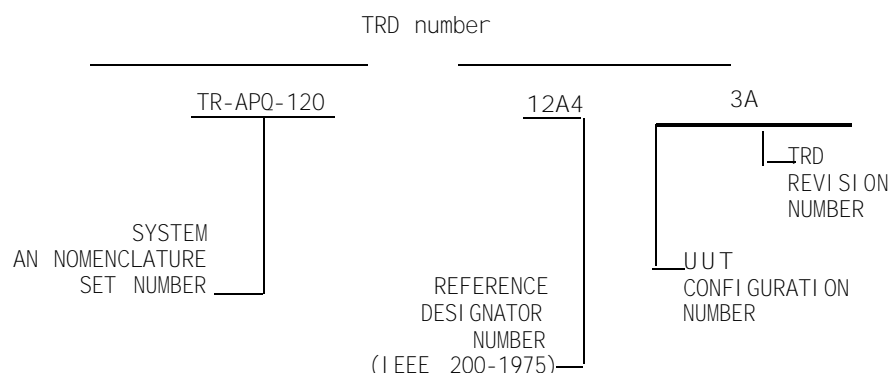 TRD number
TR-APQ-120
12A4
3A
TRD
REVISION
NUMBER
SYSTEM
AN NOMENCLATURE
SET NUMBER
UUT
CONFIGURATION
NUMBER
REFERENCE
DESIGNATOR
NUMBER
(IEEE 200-1975)